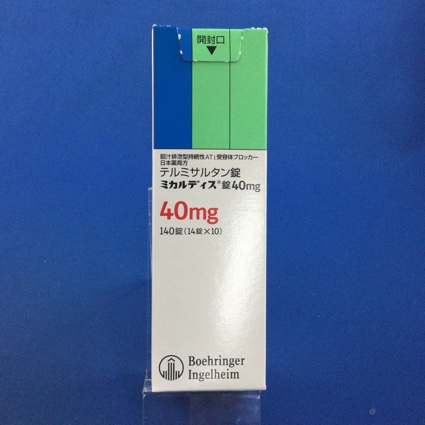 開封口
▼
胆汁排泄型持続性AT₁受容体ブロッカー
日本薬局方
テルミサルタン錠
ミカルディス®錠40mg
40mg
140錠(14錠×10)
Boehringer
Ingelheim